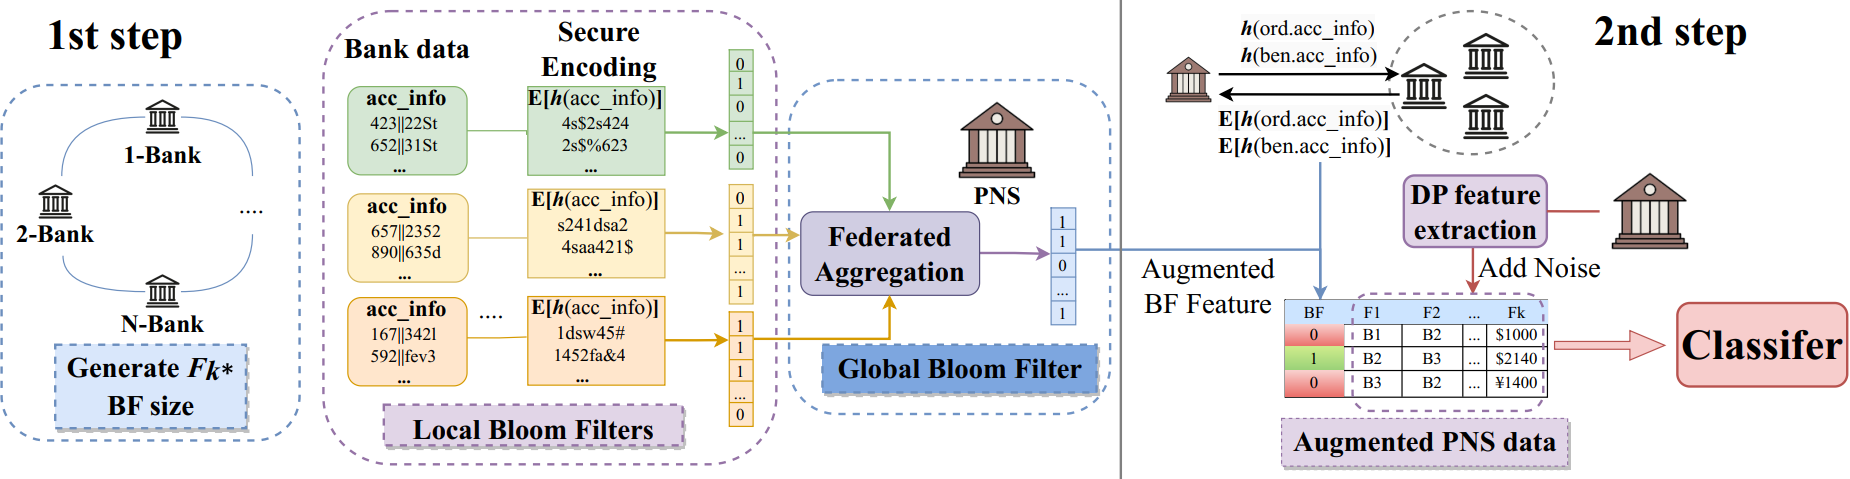 1st step
1-Bank
2-Bank
....
N-Bank
Generate Fk*
BF size
Bank data
Secure
Encoding
acc_info
423||22St
652||31St
...
E[h(acc_info)]
4s$2s424
2s$%623
...
0
1
0
...
0
acc_info
657||2352
890||635d
...
E[h(acc_info)]
s241dsa2
4saa421$
...
0
1
1
...
1
acc_info
167||342l
592||fev3
...
....
E[h(acc_info)]
1dsw45#
1452fa&4
...
1
1
1
...
0
Local Bloom Filters
PNS
Federated
Aggregation
1
1
0
...
1
Global Bloom Filter
2nd step
h(ord.acc_info)
h(ben.acc_info)
E[h(ord.acc_info)]
E[h(ben.acc_info)]
DP feature
extraction
Add Noise
Augmented
BF Feature
BF F1 F2 ... Fk
0 B1 B2 ... $1000
1 B2 B3 ... $2140
0 B3 B2 ... ¥1400
Augmented PNS data
Classifer